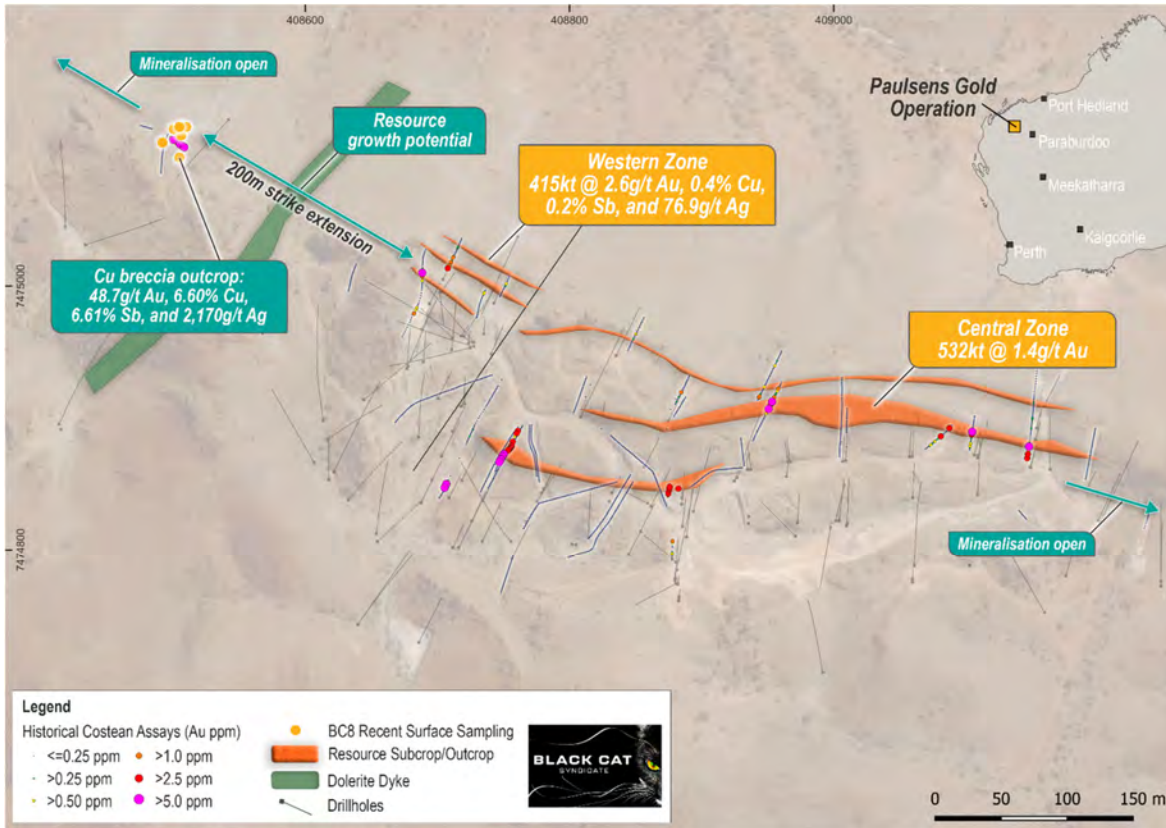 408600
408800
409000
Mineralisation open
Resource
growth potential
200m strike extension
Western Zone
415kt @ 2.6g/t Au, 0.4% Cu,
0.2% Sb, and 76.9g/t Ag
Paulsens Gold
Operation
Port Hedland
Paraburdoo
Meekatharra
Kalgoorlie
Perth
7475000
Cu breccia outcrop:
48.7g/t Au, 6.60% Cu,
6.61% Sb, and 2,170g/t Ag
Central Zone
532kt @ 1.4g/t Au
7474800
Mineralisation open
Legend
Historical Costean Assays (Au ppm)
<=0.25 ppm
>0.25 ppm
>0.50 ppm
>1.0 ppm
>2.5 ppm
>5.0 ppm
BC8 Recent Surface Sampling
Resource Subcrop/Outcrop
Dolerite Dyke
Drillholes
BLACK CAT
SYNDICATE
0 50 100 150 m